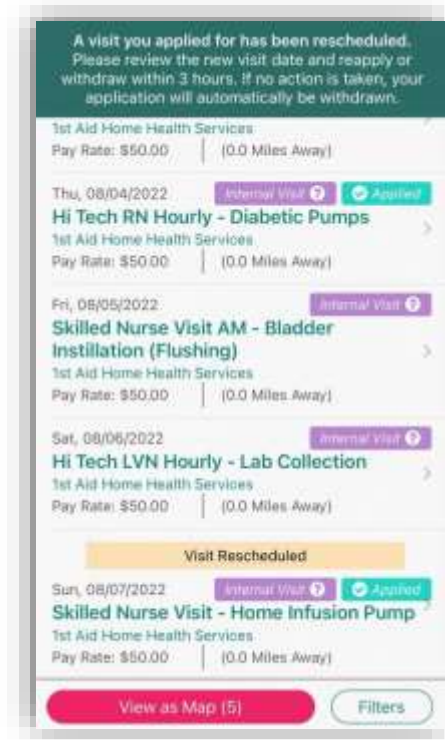 A visit you applied for has been rescheduled.
Please review the new visit date and reapply or
withdraw within 3 hours. If no action is taken, your
application will automatically be withdrawn.
1st Aid Home Health Services
Pay Rate: $50.00 | (0.0 Miles Away)
Thu, 08/04/2022 Internal Visit ? Applied
Hi Tech RN Hourly - Diabetic Pumps
1st Aid Home Health Services
Pay Rate: $50.00 | (0.0 Miles Away)
Fri, 08/05/2022 Internal Visit ?
Skilled Nurse Visit AM - Bladder
Instillation (Flushing)
1st Aid Home Health Services
Pay Rate: $50.00 | (0.0 Miles Away)
Sat, 08/06/2022 Internal Visit ?
Hi Tech LVN Hourly - Lab Collection
1st Aid Home Health Services
Pay Rate: $50.00 | (0.0 Miles Away)
Visit Rescheduled
Sun, 08/07/2022 Internal Visit ? Applied
Skilled Nurse Visit - Home Infusion Pump
1st Aid Home Health Services
Pay Rate: $50.00 | (0.0 Miles Away)
View as Map (5) Filters